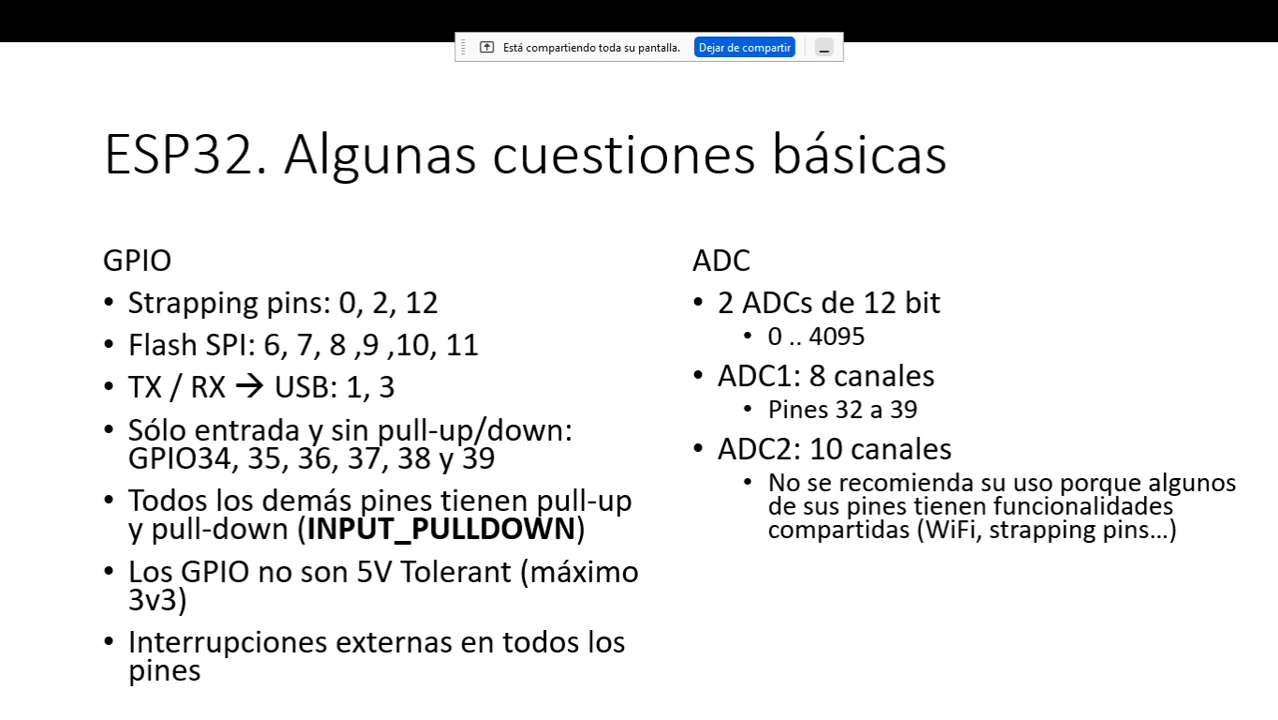 Está compartiendo toda su pantalla.
Dejar de compartir
ESP32. Algunas cuestiones básicas
GPIO
• Strapping pins: 0, 2, 12
• Flash SPI: 6, 7, 8 ,9 ,10, 11
• TX / RX → USB: 1, 3
• Sólo entrada y sin pull-up/down:
GPIO34, 35, 36, 37, 38 y 39
• Todos los demás pines tienen pull-up
y pull-down (INPUT_PULLDOWN)
• Los GPIO no son 5V Tolerant (máximo
3v3)
• Interrupciones externas en todos los
pines
ADC
• 2 ADCs de 12 bit
• 0 .. 4095
• ADC1: 8 canales
• Pines 32 a 39
• ADC2: 10 canales
• No se recomienda su uso porque algunos
de sus pines tienen funcionalidades
compartidas (WiFi, strapping pins...)